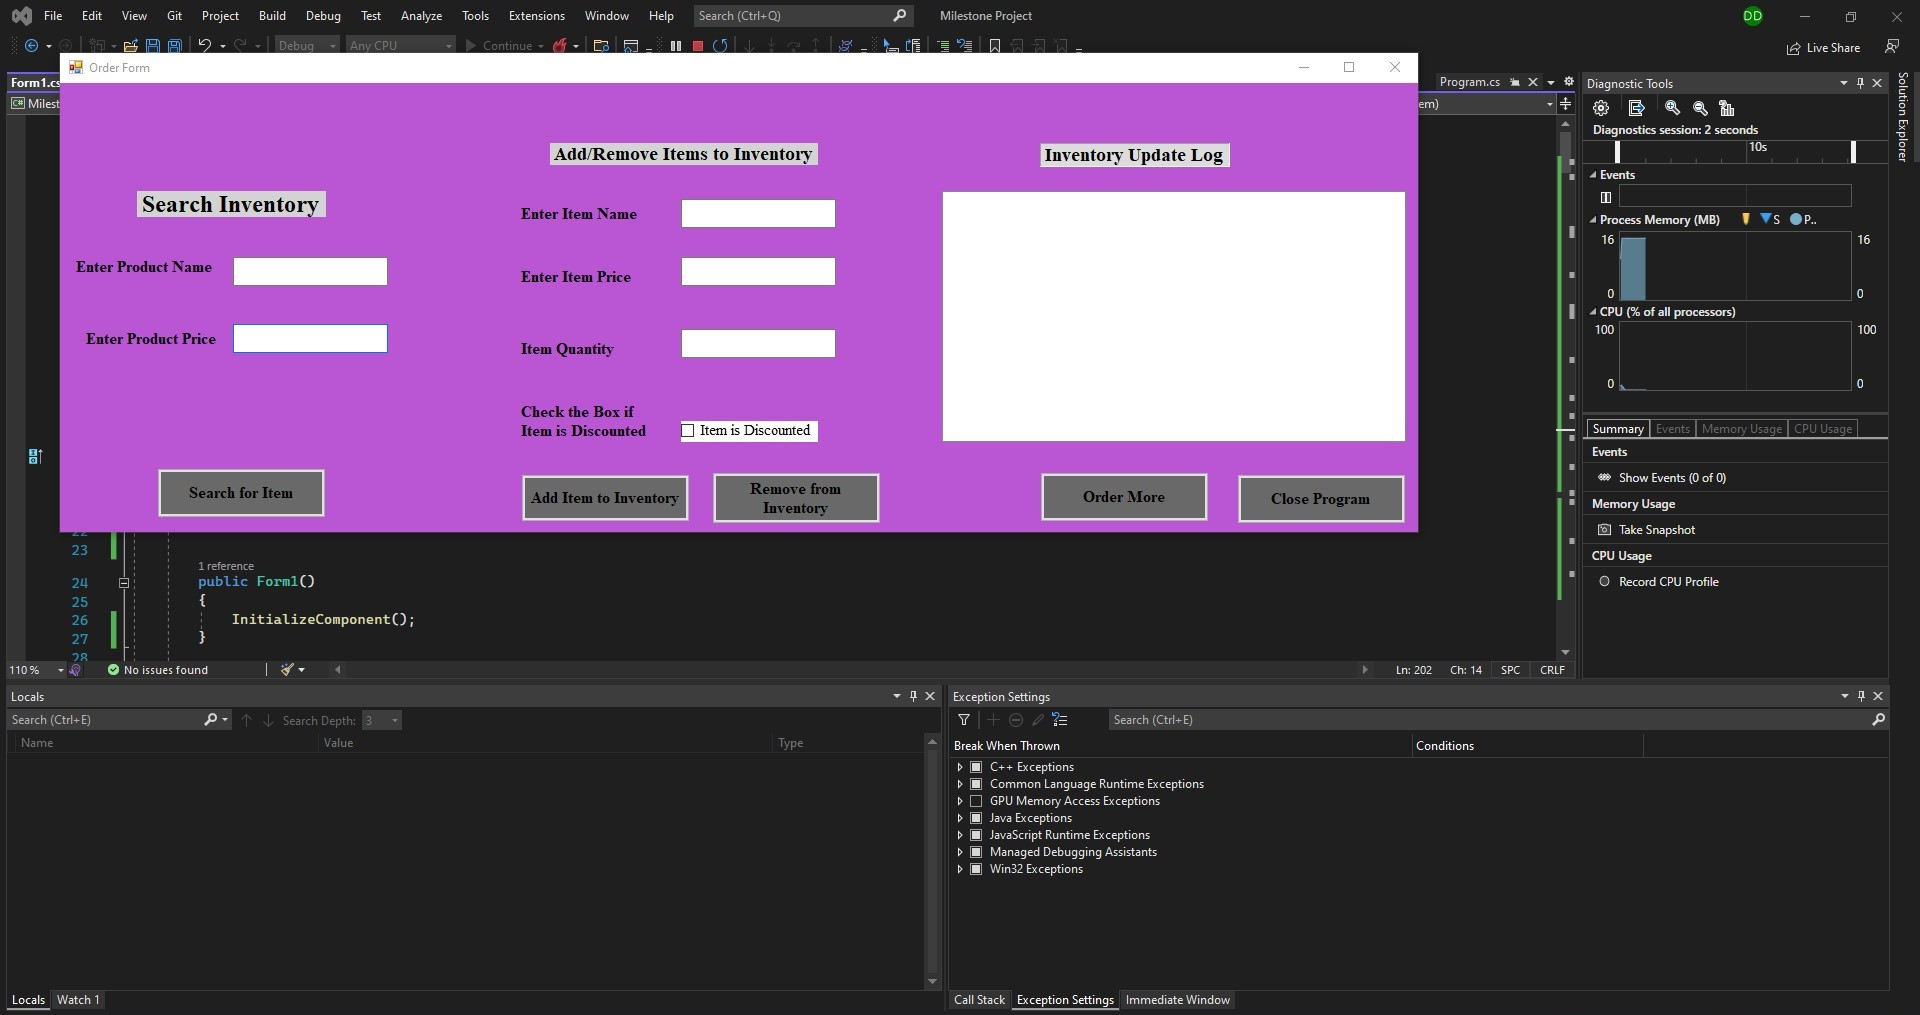 File Edit View Git Project Build Debug Test Analyze Tools Extensions Window Help Search (Ctrl+Q) Milestone Project DD
Debug Any CPU Continue Live Share
Order Form
Form1.cs Program.cs Diagnostic Tools
Milest em)
Solution Explorer
Diagnostics session: 2 seconds
10s
Events
Process Memory (MB) S P..
16 16
0 0
CPU (% of all processors)
100 100
0 0
Summary Events Memory Usage CPU Usage
Events
Show Events (0 of 0)
Memory Usage
Take Snapshot
CPU Usage
Record CPU Profile
Search Inventory
Enter Product Name
Enter Product Price
Search for Item
Add/Remove Items to Inventory
Enter Item Name
Enter Item Price
Item Quantity
Check the Box if
Item is Discounted
Item is Discounted
Add Item to Inventory
Remove from
Inventory
Inventory Update Log
Order More
Close Program
22
23
1 reference
24 public Form1()
25 {
26 InitializeComponent();
27 }
28
110 % No issues found Ln: 202 Ch: 14 SPC CRLF
Locals
Search (Ctrl+E) Search Depth: 3
Name Value Type
Locals Watch 1
Exception Settings
Search (Ctrl+E)
Break When Thrown Conditions
C++ Exceptions
Common Language Runtime Exceptions
GPU Memory Access Exceptions
Java Exceptions
JavaScript Runtime Exceptions
Managed Debugging Assistants
Win32 Exceptions
Call Stack Exception Settings Immediate Window